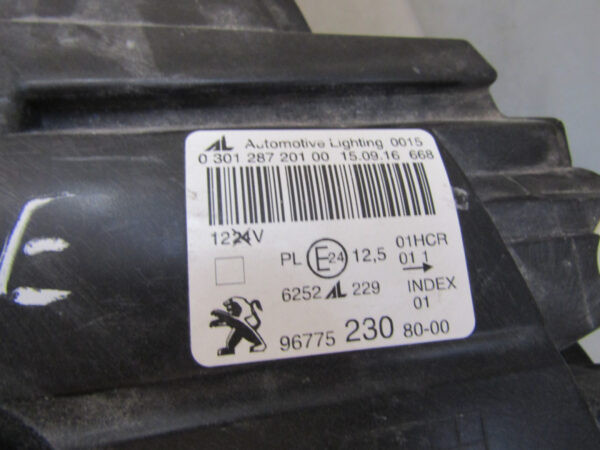 AL Automotive Lighting 0015
0 301 287 201 00 15.09.16 668
12 24 V
PL E24 12,5 01HCR
01 1
6252 AL 229 INDEX
01
96775 230 80-00
E